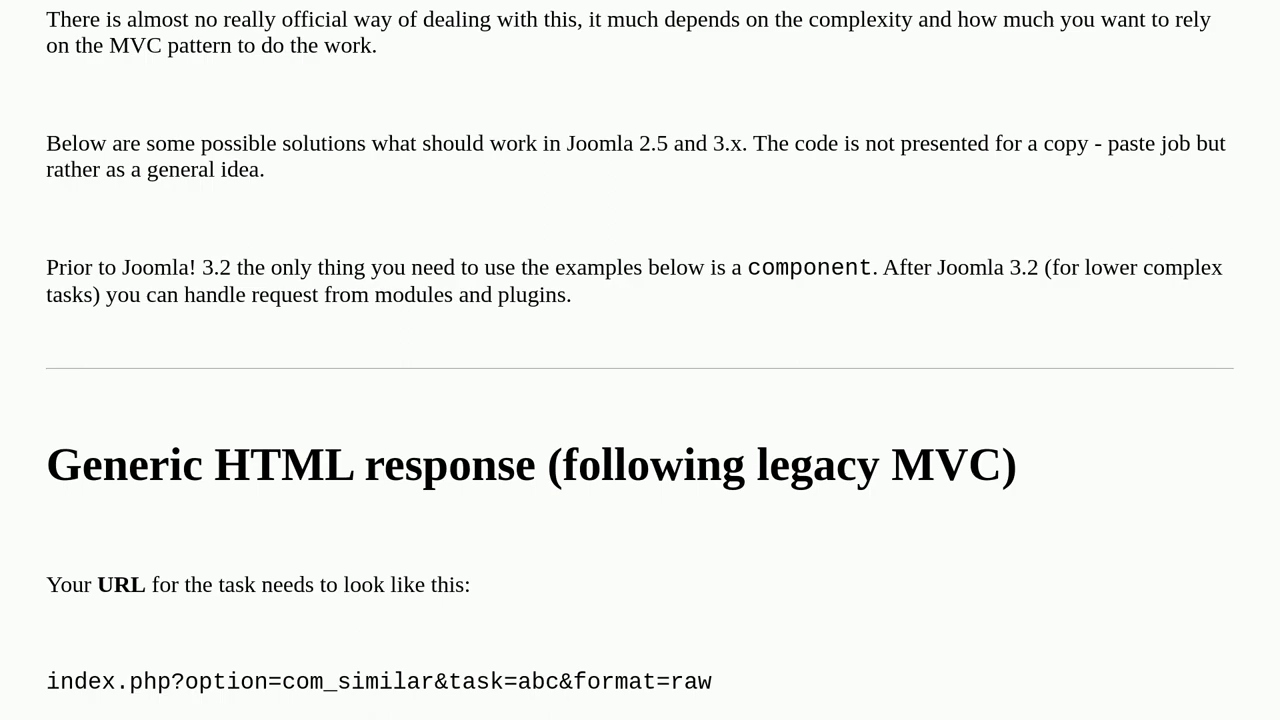 There is almost no really official way of dealing with this, it much depends on the complexity and how much you want to rely
on the MVC pattern to do the work.
Below are some possible solutions what should work in Joomla 2.5 and 3.x. The code is not presented for a copy - paste job but
rather as a general idea.
Prior to Joomla! 3.2 the only thing you need to use the examples below is a component. After Joomla 3.2 (for lower complex
tasks) you can handle request from modules and plugins.
Generic HTML response (following legacy MVC)
Your URL for the task needs to look like this:
index.php?option=com_similar&task=abc&format=raw